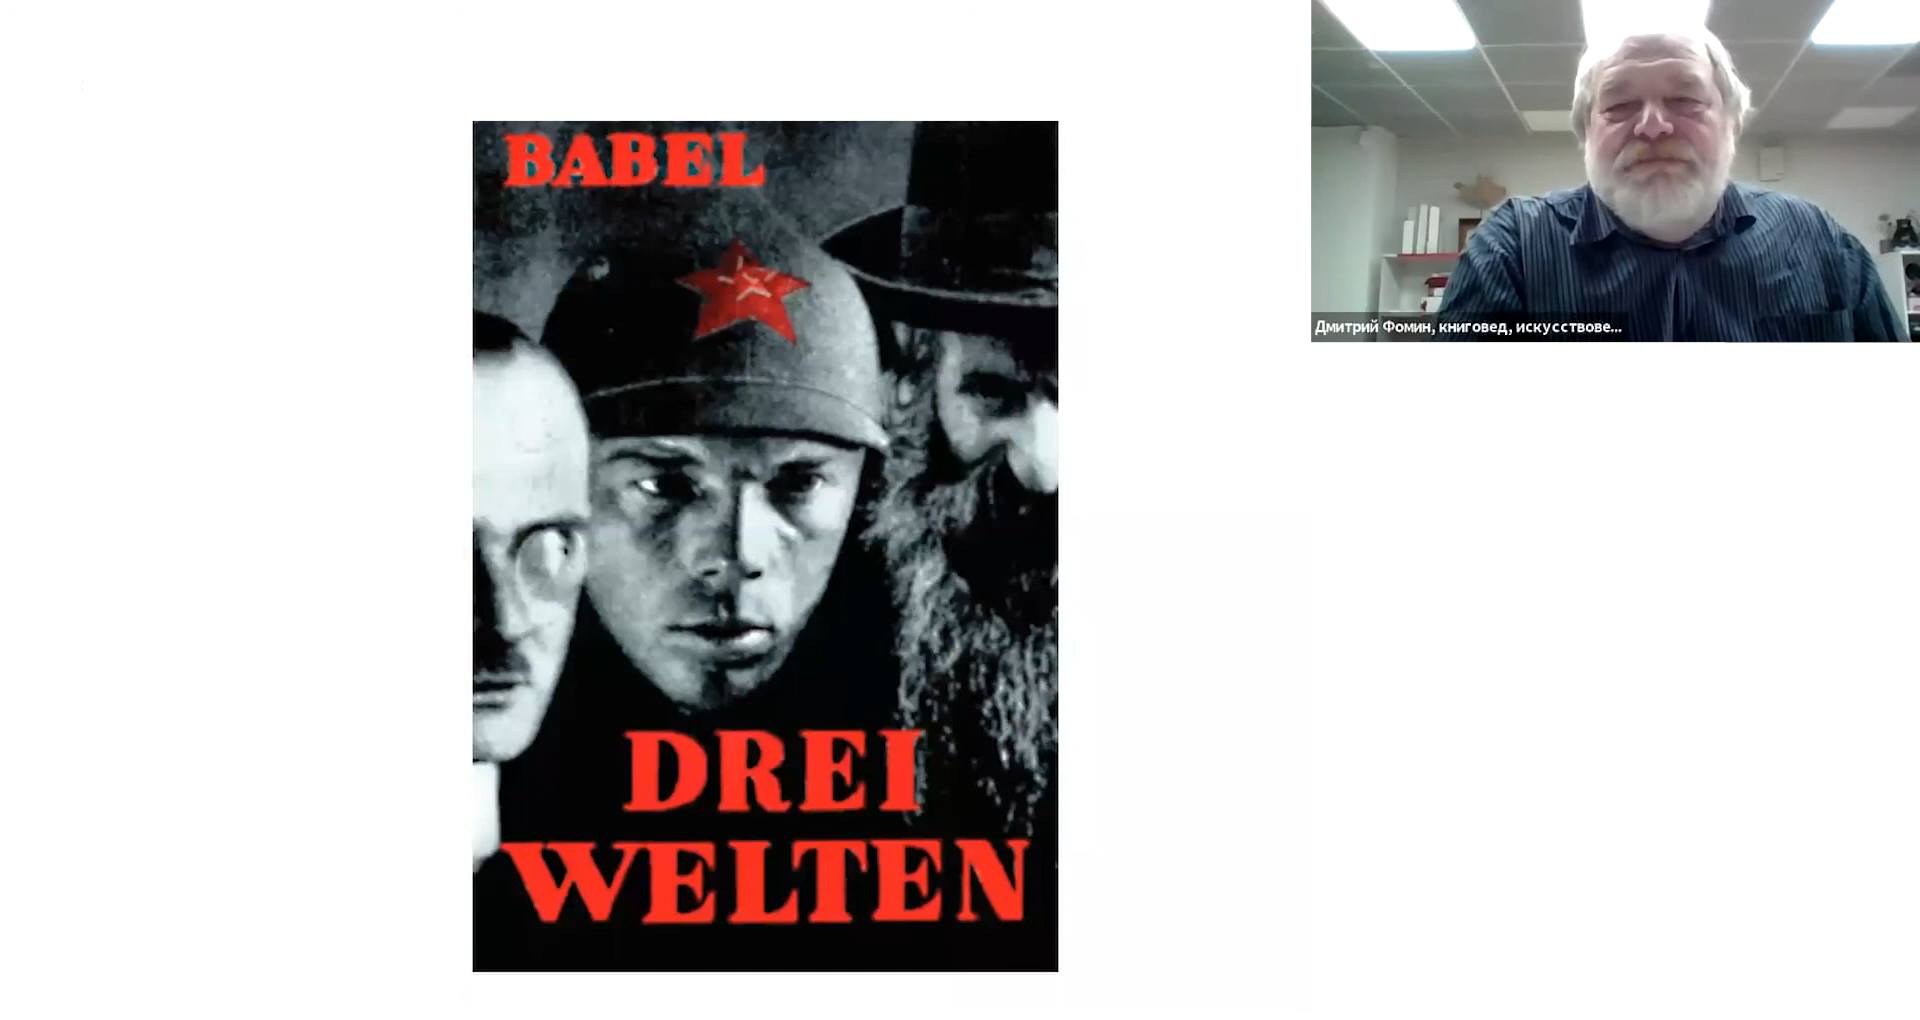 BABEL
DREI
WELTEN
Дмитрий Фомин, книговед, искусствове...